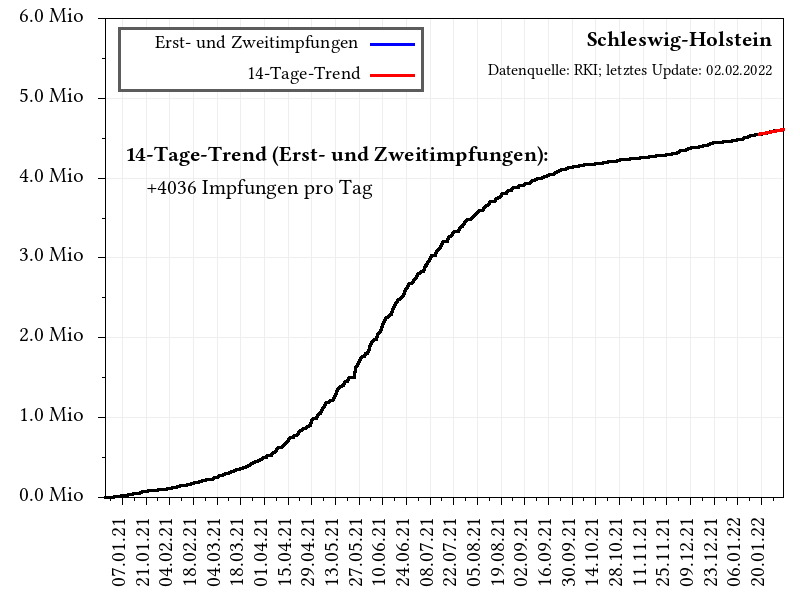 6.0 Mio
5.0 Mio
4.0 Mio
3.0 Mio
2.0 Mio
1.0 Mio
0.0 Mio
Erst- und Zweitimpfungen
14-Tage-Trend
Schleswig-Holstein
Datenquelle: RKI; letztes Update: 02.02.2022
14-Tage-Trend (Erst- und Zweitimpfungen):
+4036 Impfungen pro Tag
07.01.21
21.01.21
04.02.21
18.02.21
04.03.21
18.03.21
01.04.21
15.04.21
29.04.21
13.05.21
27.05.21
10.06.21
24.06.21
08.07.21
22.07.21
05.08.21
19.08.21
02.09.21
16.09.21
30.09.21
14.10.21
28.10.21
11.11.21
25.11.21
09.12.21
23.12.21
06.01.22
20.01.22